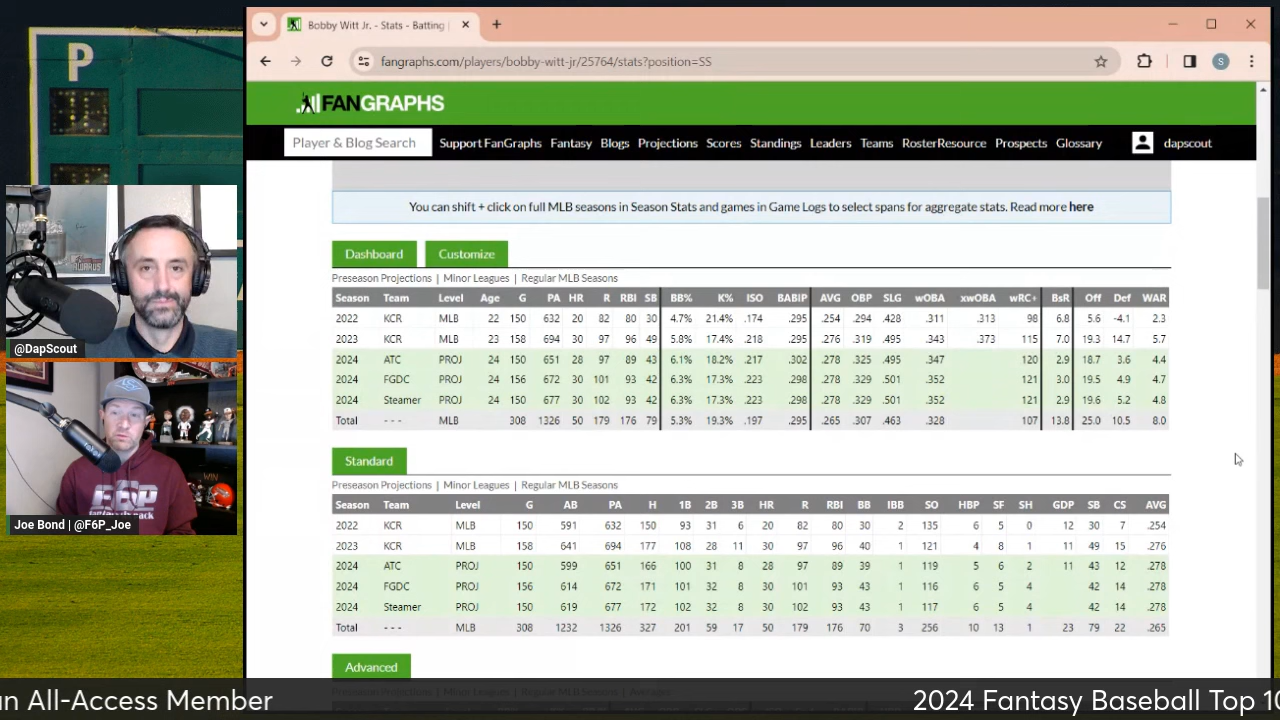 P
Bobby Witt Jr. - Stats - Batting |
fangraphs.com/players/bobby-witt-jr/25764/stats?position=SS
S
FANGRAPHS
Player & Blog Search Support FanGraphs Fantasy Blogs Projections Scores Standings Leaders Teams RosterResource Prospects Glossary dapscout
You can shift + click on full MLB seasons in Season Stats and games in Game Logs to select spans for aggregate stats. Read more here
Dashboard Customize
Preseason Projections | Minor Leagues | Regular MLB Seasons
Season Team Level Age G PA HR R RBI SB BB% K% ISO BABIP AVG OBP SLG wOBA xwOBA wRC+ BsR Off Def WAR
2022 KCR MLB 22 150 632 20 82 80 30 4.7% 21.4% .174 .295 .254 .294 .428 .311 .313 98 6.8 5.6 -4.1 2.3
2023 KCR MLB 23 158 694 30 97 96 49 5.8% 17.4% .218 .295 .276 .319 .495 .343 .373 115 7.0 19.3 14.7 5.7
2024 ATC PROJ 24 150 651 28 97 89 43 6.1% 18.2% .217 .302 .278 .325 .495 .347 120 2.9 18.7 3.6 4.4
2024 FGDC PROJ 24 156 672 30 101 93 42 6.3% 17.3% .223 .298 .278 .329 .501 .352 121 3.0 19.5 4.9 4.7
2024 Steamer PROJ 24 150 677 30 102 93 42 6.3% 17.3% .223 .298 .278 .329 .501 .352 121 2.9 19.6 5.2 4.8
Total - - - MLB 308 1326 50 179 176 79 5.3% 19.3% .197 .295 .265 .307 .463 .328 107 13.8 25.0 10.5 8.0
Standard
Preseason Projections | Minor Leagues | Regular MLB Seasons
Season Team Level G AB PA H 1B 2B 3B HR R RBI BB IBB SO HBP SF SH GDP SB CS AVG
2022 KCR MLB 150 591 632 150 93 31 6 20 82 80 30 2 135 6 5 0 12 30 7 .254
2023 KCR MLB 158 641 694 177 108 28 11 30 97 96 40 1 121 4 8 1 11 49 15 .276
2024 ATC PROJ 150 599 651 166 100 31 8 28 97 89 39 1 119 5 6 2 11 43 12 .278
2024 FGDC PROJ 156 614 672 171 101 32 8 30 101 93 43 1 116 6 5 4 42 14 .278
2024 Steamer PROJ 150 619 677 172 102 32 8 30 102 93 43 1 117 6 5 4 42 14 .278
Total - - - MLB 308 1232 1326 327 201 59 17 50 179 176 70 3 256 10 13 1 23 79 22 .265
Advanced
Preseason Projections | Minor Leagues | Regular MLB Seasons | Averages
@DapScout
WIN
Joe Bond | @F6P_Joe
n All-Access Member 2024 Fantasy Baseball Top 10